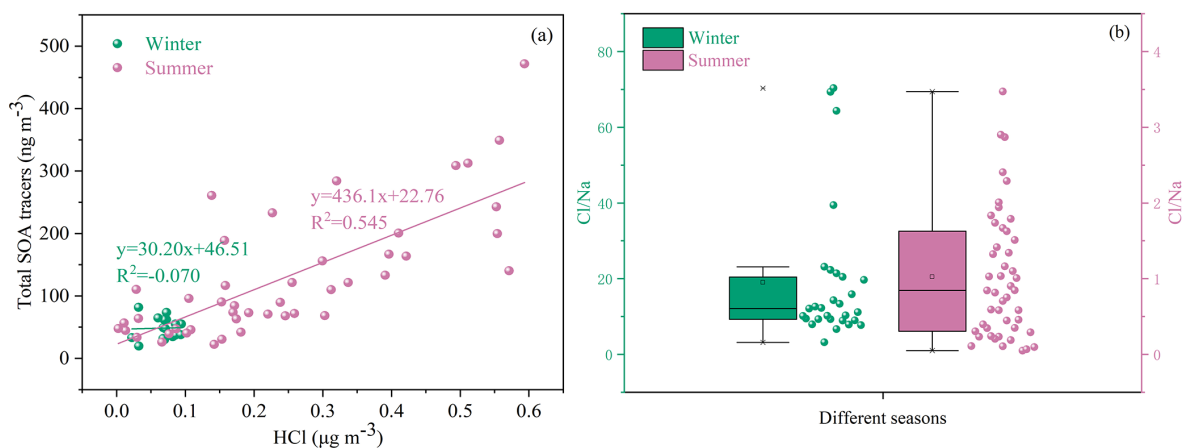 (a)
Winter
Summer
500
400
300
200
100
0
Total SOA tracers (ng m⁻³)
y=436.1x+22.76
R²=0.545
y=30.20x+46.51
R²=-0.070
0.0 0.1 0.2 0.3 0.4 0.5 0.6
HCl (μg m⁻³)
(b)
Winter
Summer
80
60
40
20
0
Cl/Na
4
3
2
1
0
Cl/Na
Different seasons